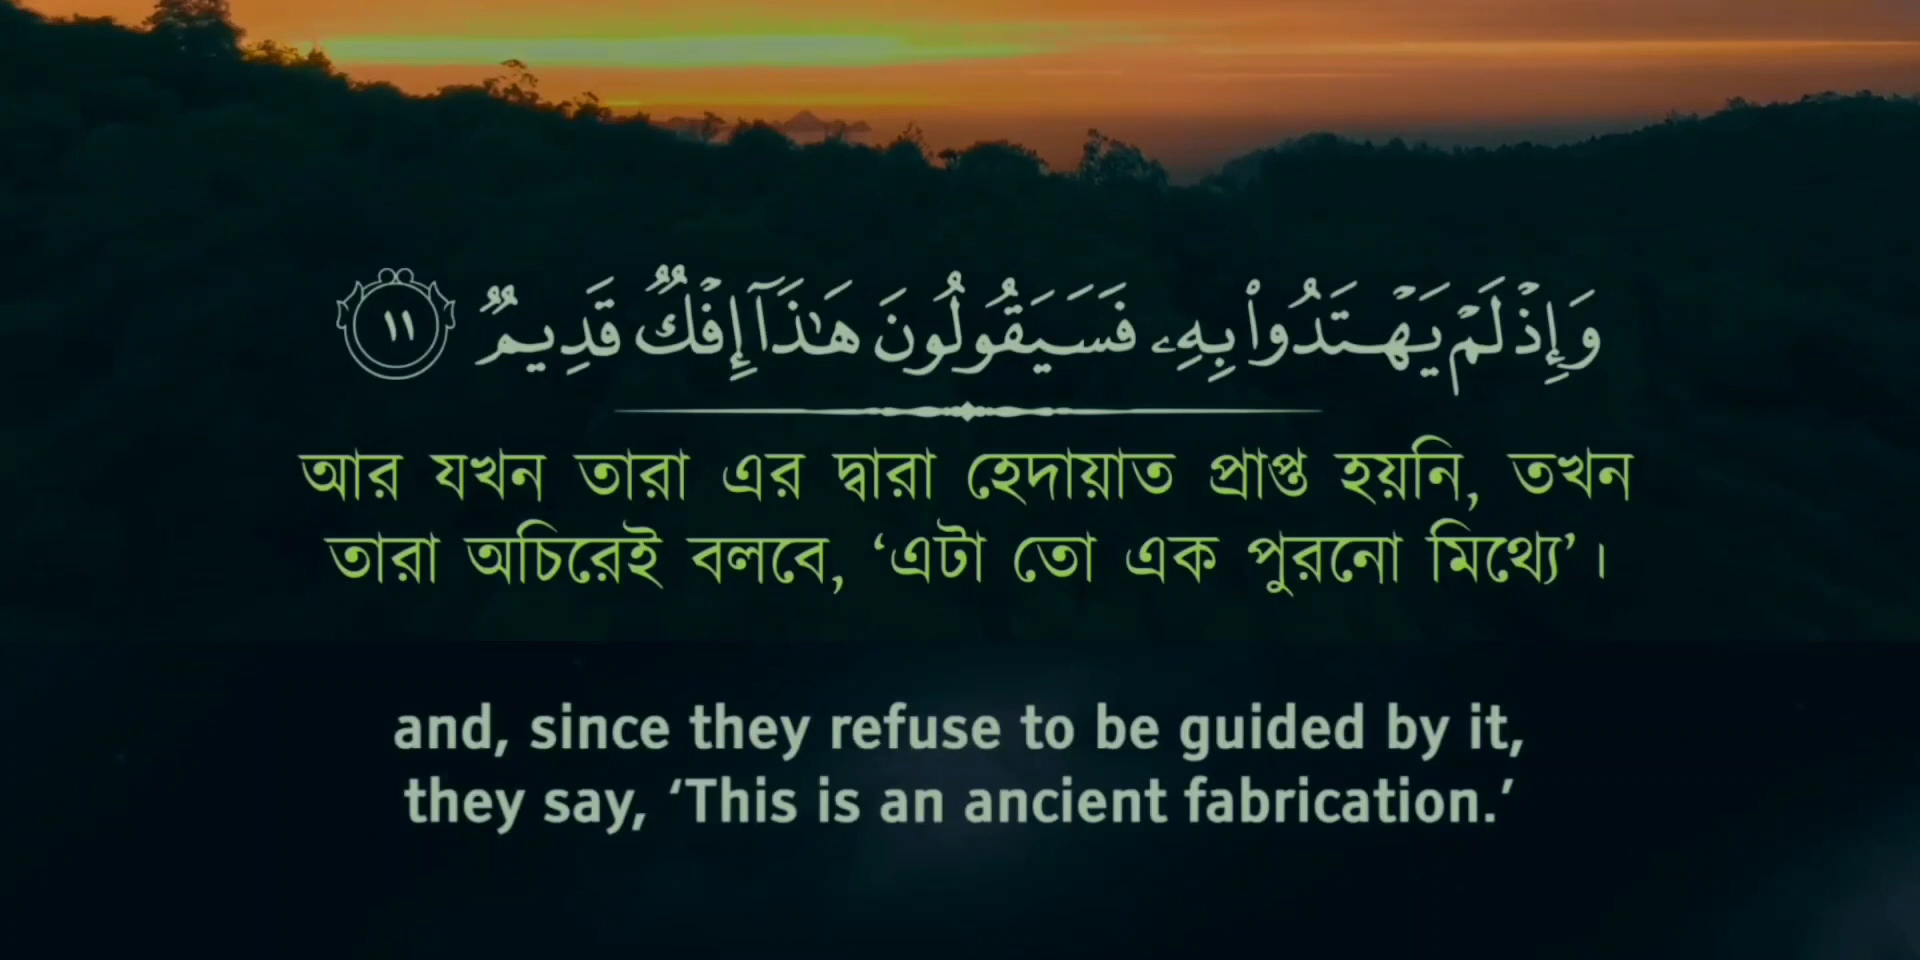 وَإِذْ لَمْ يَهْتَدُوا۟ بِهِۦ فَسَيَقُولُونَ هَـٰذَآ إِفْكٌ قَدِيمٌ ١١
আর যখন তারা এর দ্বারা হেদায়াত প্রাপ্ত হয়নি, তখন
তারা অচিরেই বলবে, ‘এটা তো এক পুরনো মিথ্যে’।
and, since they refuse to be guided by it,
they say, ‘This is an ancient fabrication.’